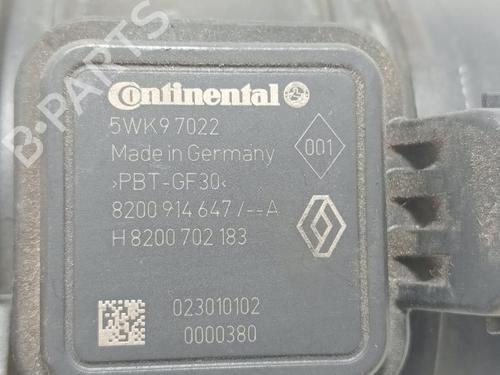 Continental
5WK9 7022
Made in Germany
001
>PBT-GF30<
8200 914 647 /--A
H 8200 702 183
023010102
0000380
B-PARTS